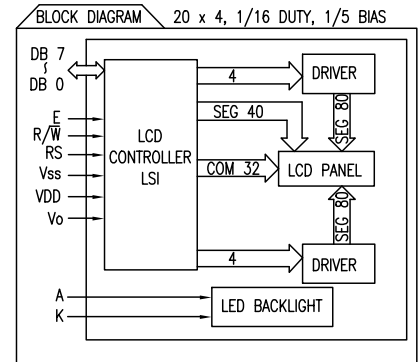 BLOCK DIAGRAM 20 x 4, 1/16 DUTY, 1/5 BIAS
DB 7
~
DB 0
E
R/W̅
RS
Vss
VDD
Vo
A
K
LCD
CONTROLLER
LSI
4
DRIVER
SEG 40
SEG 80
COM 32
LCD PANEL
SEG 80
4
DRIVER
LED BACKLIGHT